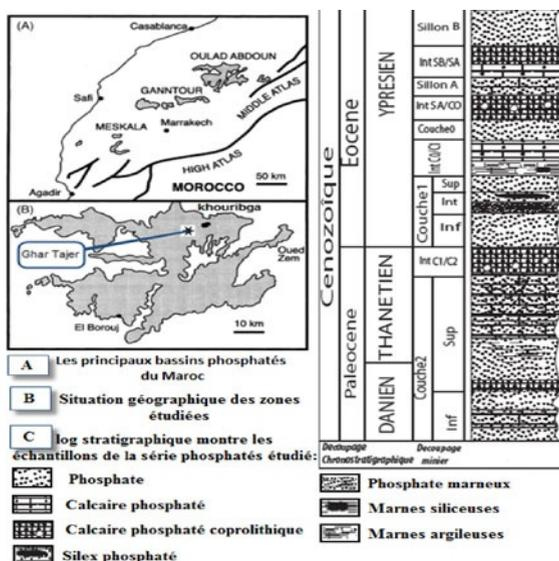 (A)
Casablanca
OULAD ABDOUN
GANNTOUR
Safi
MIDDLE ATLAS
MESKALA
Marrakech
HIGH ATLAS
50 km
Agadir
MOROCCO
(B)
khouribga
Ghar Tajer
Oued
Zem
El Borouj
10 km
A Les principaux bassins phosphatés
du Maroc
B Situation géographique des zones
étudiées
C log stratigraphique montre les
échantillons de la série phosphatés étudié:
Phosphate
Calcaire phosphaté
Calcaire phosphaté coprolithique
Silex phosphaté
Cenozoïque
Eocene
YPRESIEN
Sillon B
Int SB/SA
Sillon A
Int SA/CO
Couche0
Int C0/CI
Couche1
Sup
Int
Inf
Paleocene
THANETIEN
DANIEN
Int C1/C2
Couche2
Sup
Inf
Découpage
Chronostratigraphique
Decoupage
minier
Phosphate marneux
Marnes siliceuses
Marnes argileuses